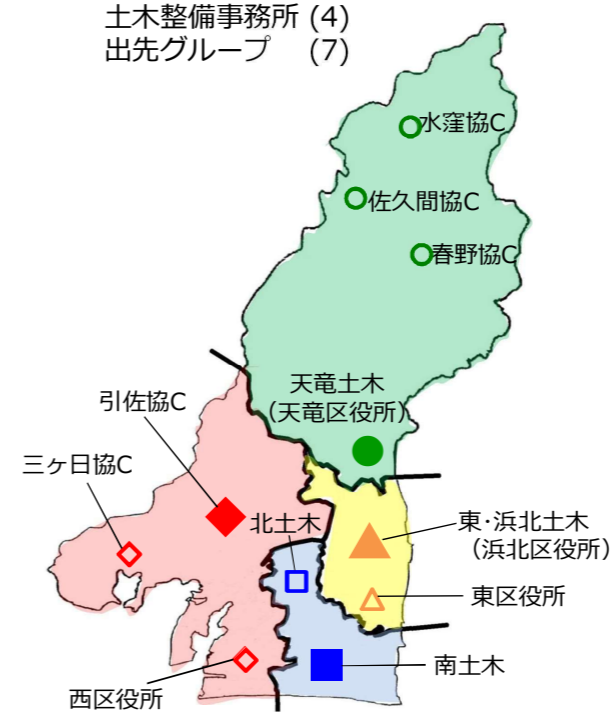 土木整備事務所 (4)
出先グループ (7)
水窪協C
佐久間協C
春野協C
天竜土木
(天竜区役所)
引佐協C
三ヶ日協C
北土木
東・浜北土木
(浜北区役所)
東区役所
南土木
西区役所